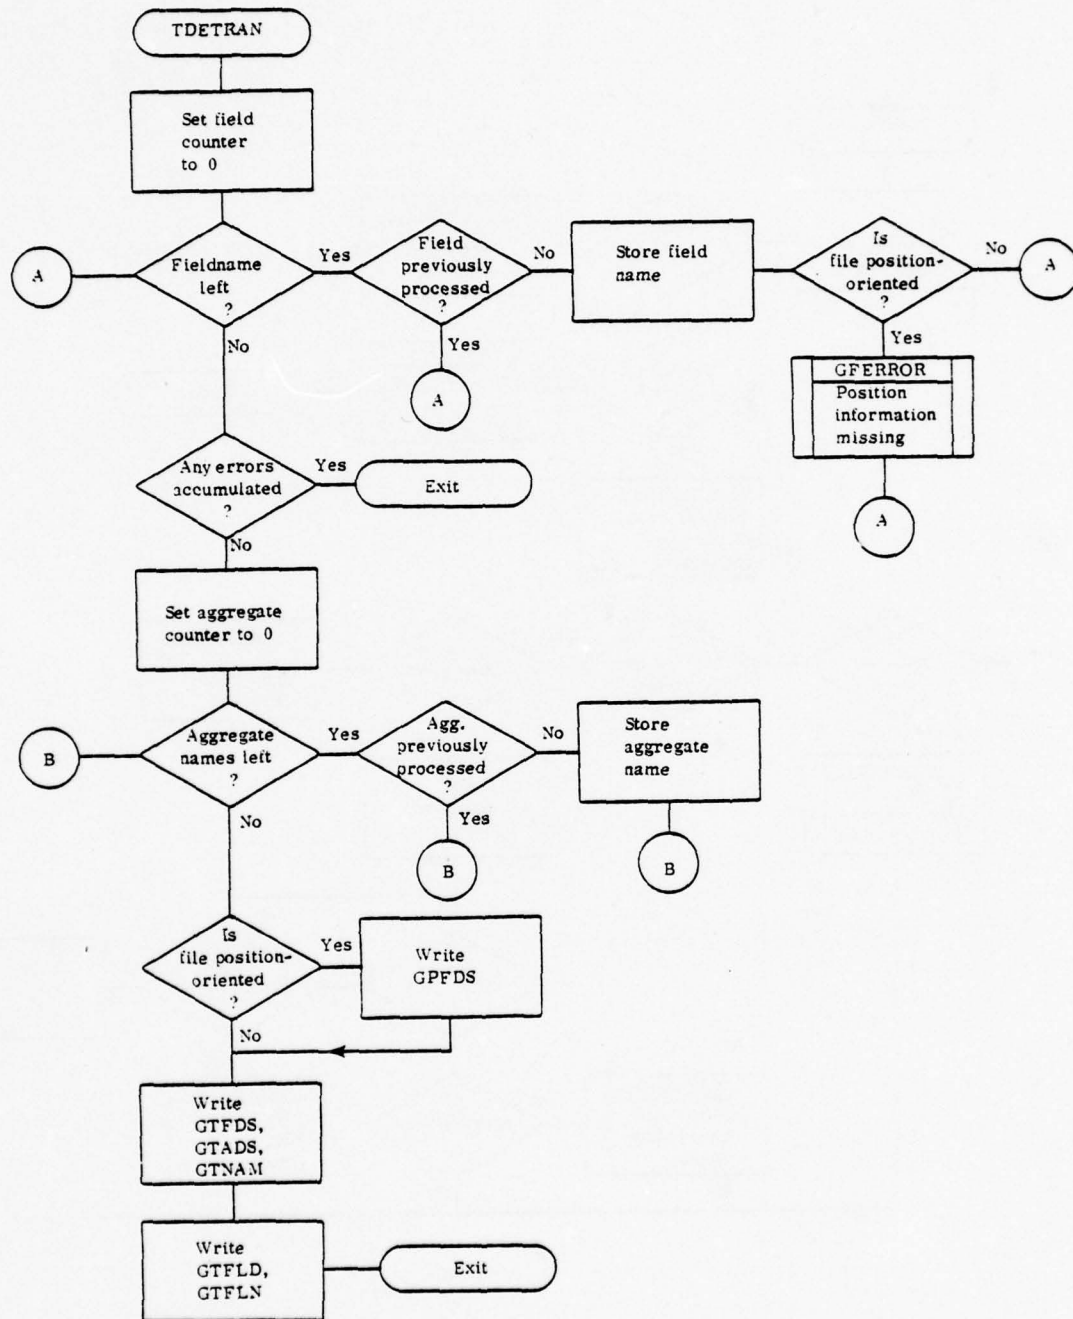 TDETRAN
Set field
counter
to 0
A
Fieldname
left
?
Yes
No
Field
previously
processed
?
No
Yes
A
Store field
name
Is
file position-
oriented
?
No
A
Yes
GFERROR
Position
information
missing
A
Any errors
accumulated
?
Yes
Exit
No
Set aggregate
counter to 0
B
Aggregate
names left
?
Yes
No
Agg.
previously
processed
?
No
Yes
B
Store
aggregate
name
B
Is
file position-
oriented
?
Yes
Write
GPFDS
No
Write
GTFDS,
GTADS,
GTNAM
Write
GTFLD,
GTFLN
Exit